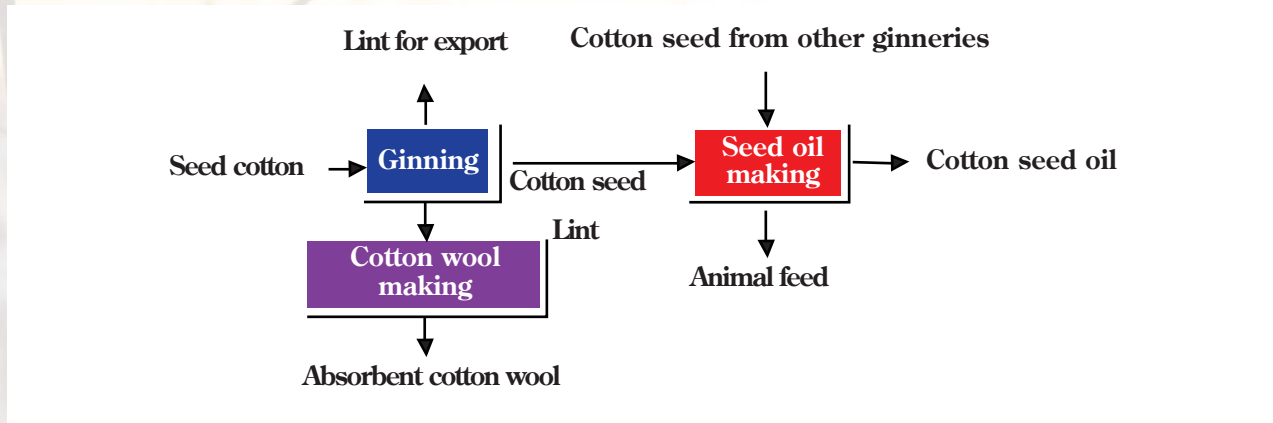 Lint for export
Cotton seed from other ginneries
Seed cotton
Ginning
Cotton seed
Seed oil
making
Cotton seed oil
Lint
Cotton wool
making
Animal feed
Absorbent cotton wool